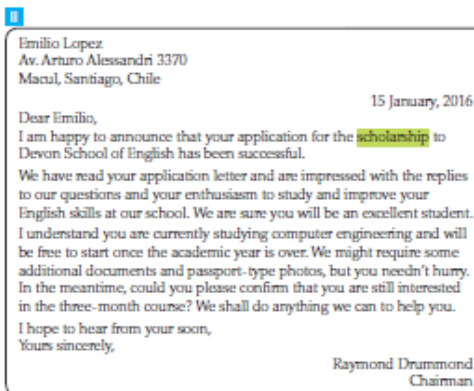 III
Emilio Lopez
Av. Arturo Alessandri 3370
Macul, Santiago, Chile
15 January, 2016
Dear Emilio,
I am happy to announce that your application for the scholarship to
Devon School of English has been successful.
We have read your application letter and are impressed with the replies
to our questions and your enthusiasm to study and improve your
English skills at our school. We are sure you will be an excellent student.
I understand you are currently studying computer engineering and will
be free to start once the academic year is over. We might require some
additional documents and passport-type photos, but you needn't hurry.
In the meantime, could you please confirm that you are still interested
in the three-month course? We shall do anything we can to help you.
I hope to hear from your soon,
Yours sincerely,
Raymond Drummond
Chairman